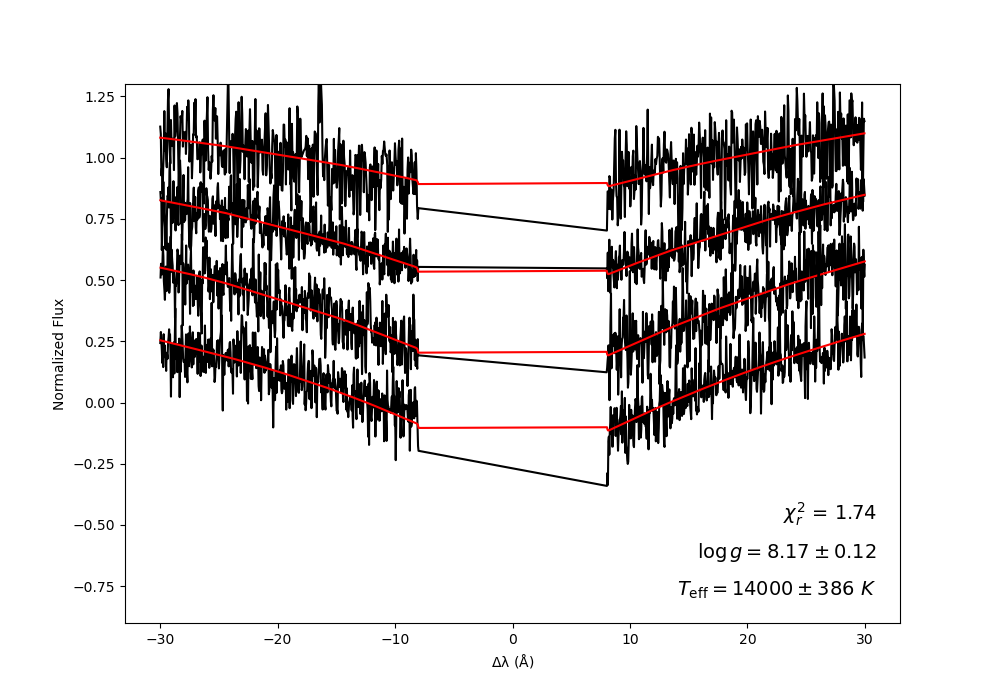 1.25
1.00
0.75
0.50
0.25
0.00
−0.25
−0.50
−0.75
Normalized Flux
χ²ᵣ = 1.74
log g = 8.17 ± 0.12
T_eff = 14000 ± 386 K
−30 −20 −10 0 10 20 30
Δλ (Å)